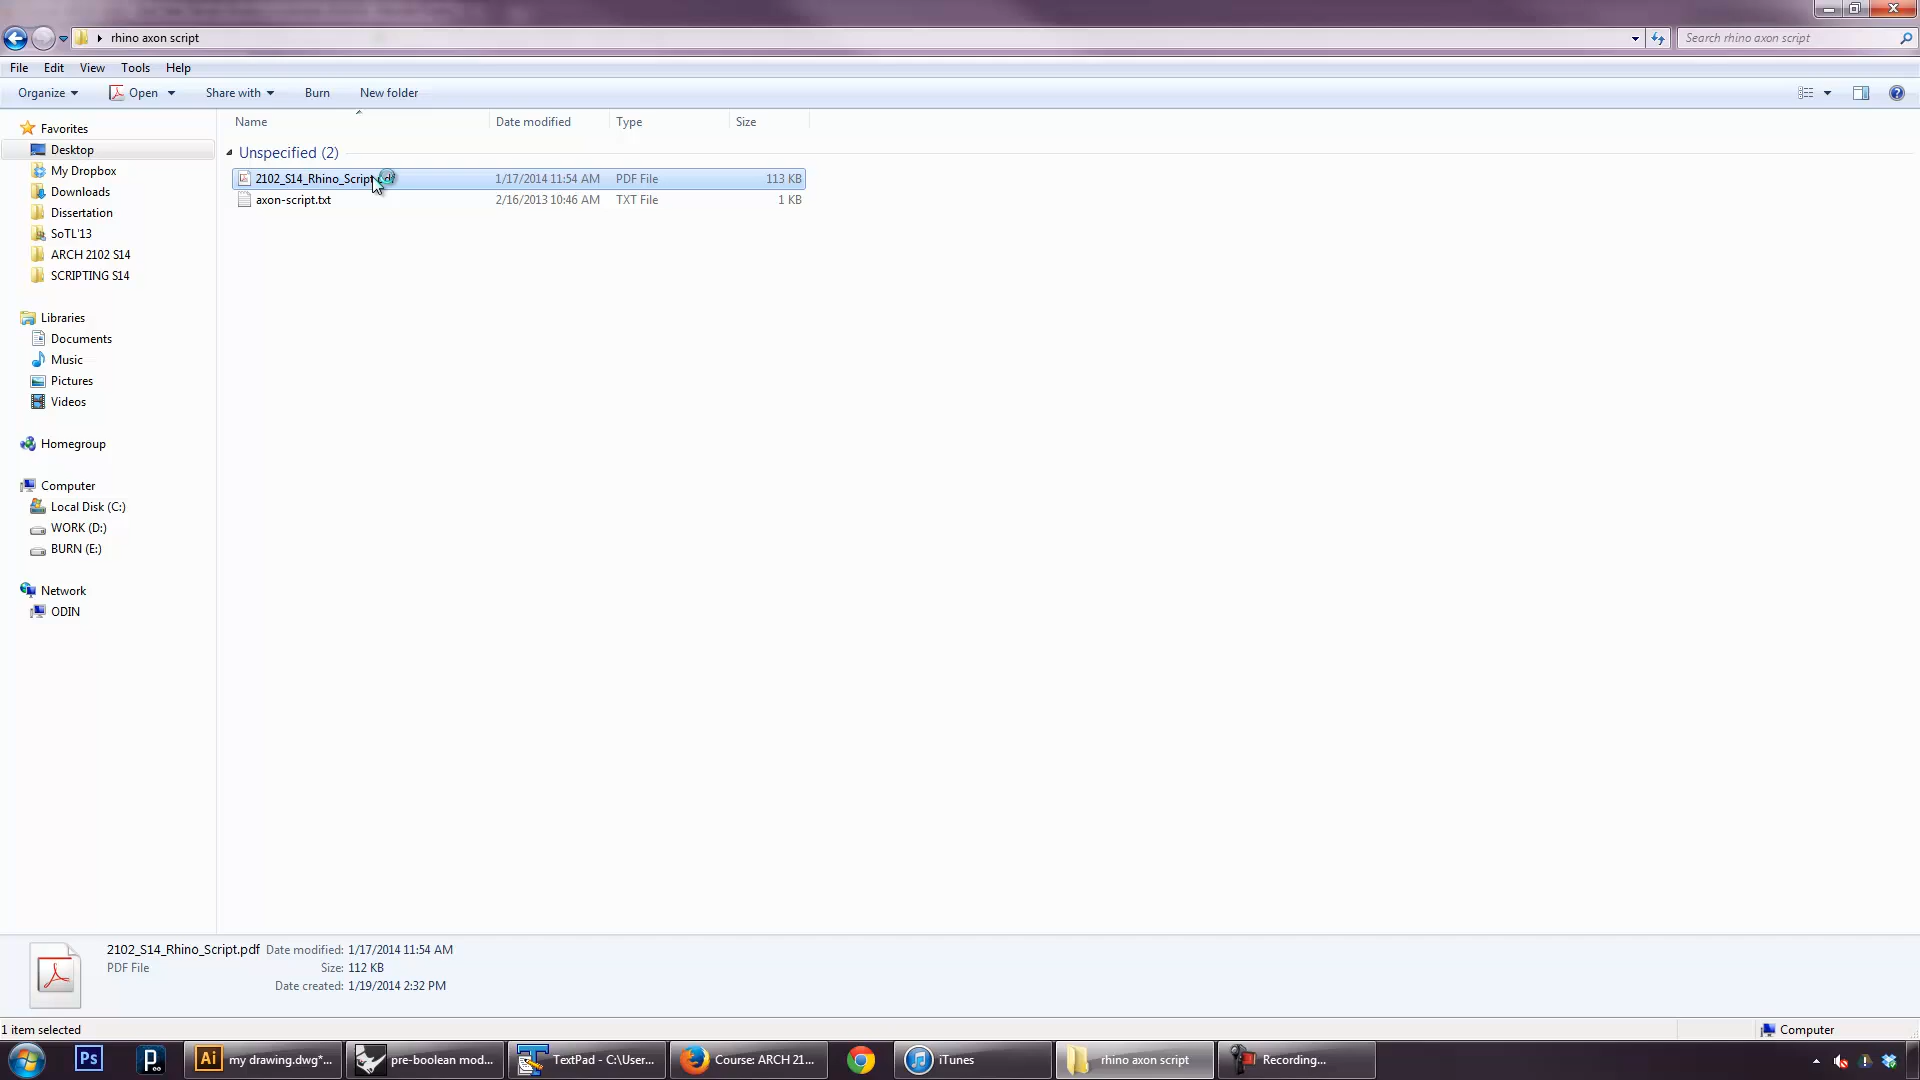 rhino axon script
Search rhino axon script
File Edit View Tools Help
Organize Open Share with Burn New folder
Name Date modified Type Size
Favorites
Desktop
My Dropbox
Downloads
Dissertation
SoTL'13
ARCH 2102 S14
SCRIPTING S14
Libraries
Documents
Music
Pictures
Videos
Homegroup
Computer
Local Disk (C:)
WORK (D:)
BURN (E:)
Network
ODIN
Unspecified (2)
2102_S14_Rhino_Script.pdf 1/17/2014 11:54 AM PDF File 113 KB
axon-script.txt 2/16/2013 10:46 AM TXT File 1 KB
2102_S14_Rhino_Script.pdf Date modified: 1/17/2014 11:54 AM
PDF File Size: 112 KB
Date created: 1/19/2014 2:32 PM
1 item selected Computer
Ps Ai my drawing.dwg*... pre-boolean mod... TextPad - C:\User... Course: ARCH 21... iTunes rhino axon script Recording...